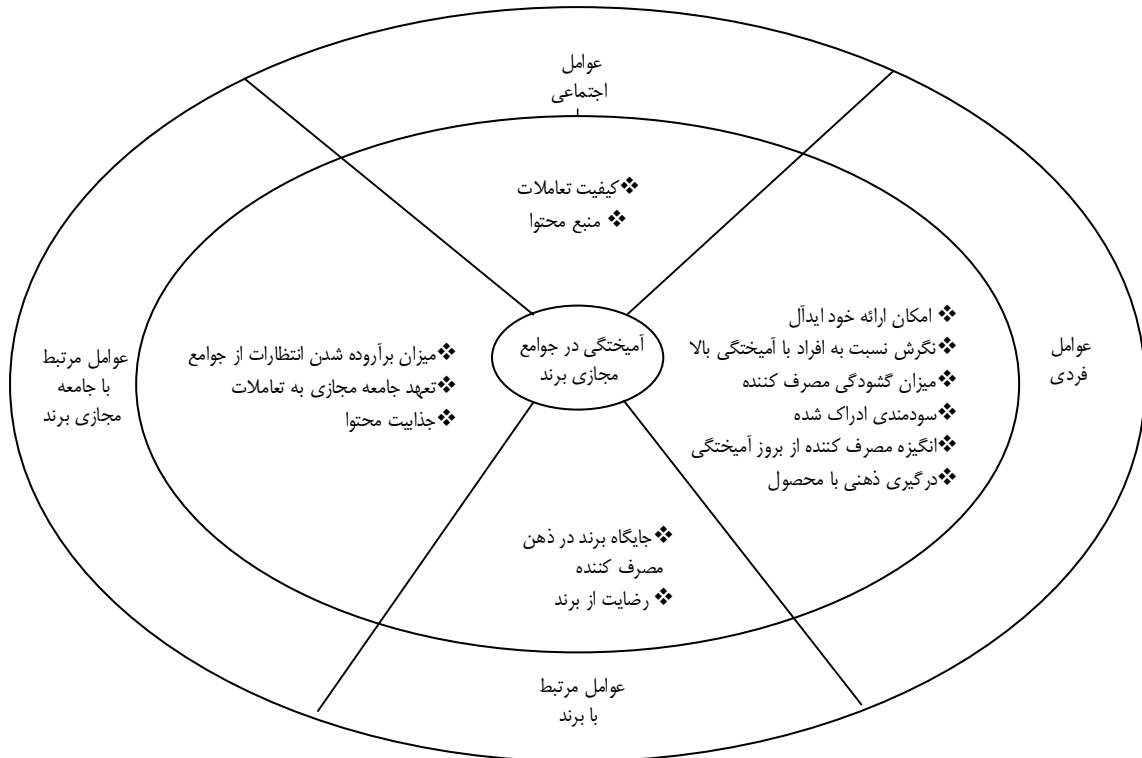 عوامل
اجتماعی
❖کیفیت تعاملات
❖ منبع محتوا
عوامل
فردی
❖ امکان ارائه خود ایدآل
❖نگرش نسبت به افراد با آمیختگی بالا
❖میزان گشودگی مصرف کننده
❖سودمندی ادراک شده
❖انگیزه مصرف کننده از بروز آمیختگی
❖درگیری ذهنی با محصول
آمیختگی در جوامع
مجازی برند
❖میزان برآروده شدن انتظارات از جوامع
❖تعهد جامعه مجازی به تعاملات
❖جذابیت محتوا
عوامل مرتبط
با جامعه
مجازی برند
❖جایگاه برند در ذهن
مصرف کننده
❖ رضایت از برند
عوامل مرتبط
با برند